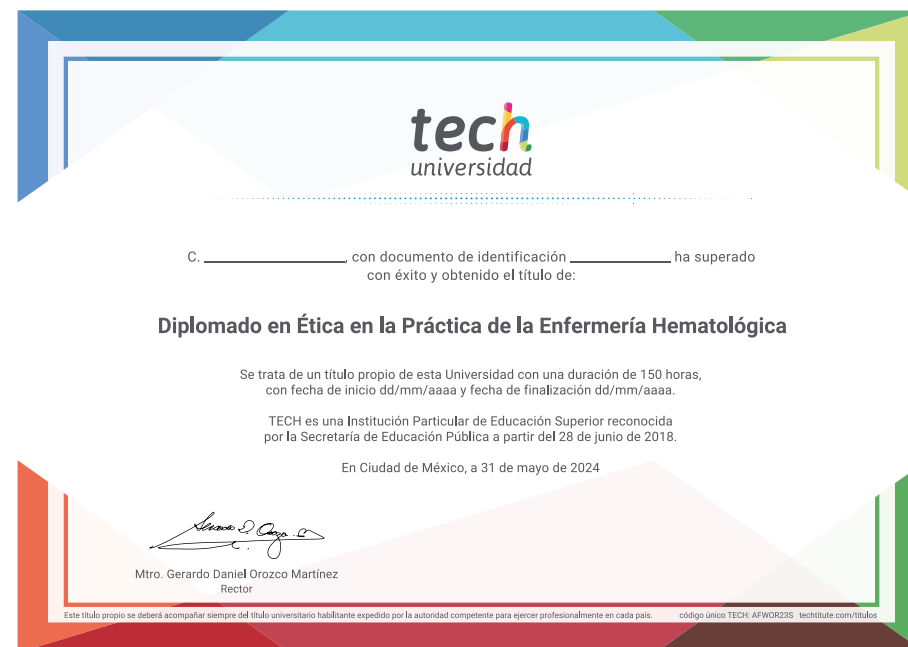 tech
universidad
C. ____________, con documento de identificación ____________ ha superado
con éxito y obtenido el título de:
Diplomado en Ética en la Práctica de la Enfermería Hematológica
Se trata de un título propio de esta Universidad con una duración de 150 horas,
con fecha de inicio dd/mm/aaaa y fecha de finalización dd/mm/aaaa.
TECH es una Institución Particular de Educación Superior reconocida
por la Secretaría de Educación Pública a partir del 28 de junio de 2018.
En Ciudad de México, a 31 de mayo de 2024
Mtro. Gerardo Daniel Orozco Martínez
Rector
Este título propio se deberá acompañar siempre del título universitario habilitante expedido por la autoridad competente para ejercer profesionalmente en cada país. código único TECH: AFWOR23S techtitute.com/titulos